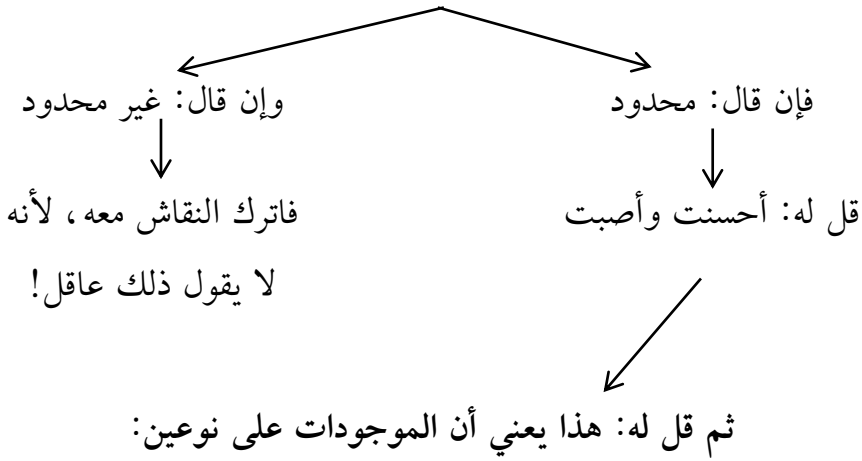 فإن قال: محدود
وإن قال: غير محدود
قل له: أحسنت وأصبت
فاترك النقاش معه، لأنه
لا يقول ذلك عاقل!
ثم قل له: هذا يعني أن الموجودات على نوعين: